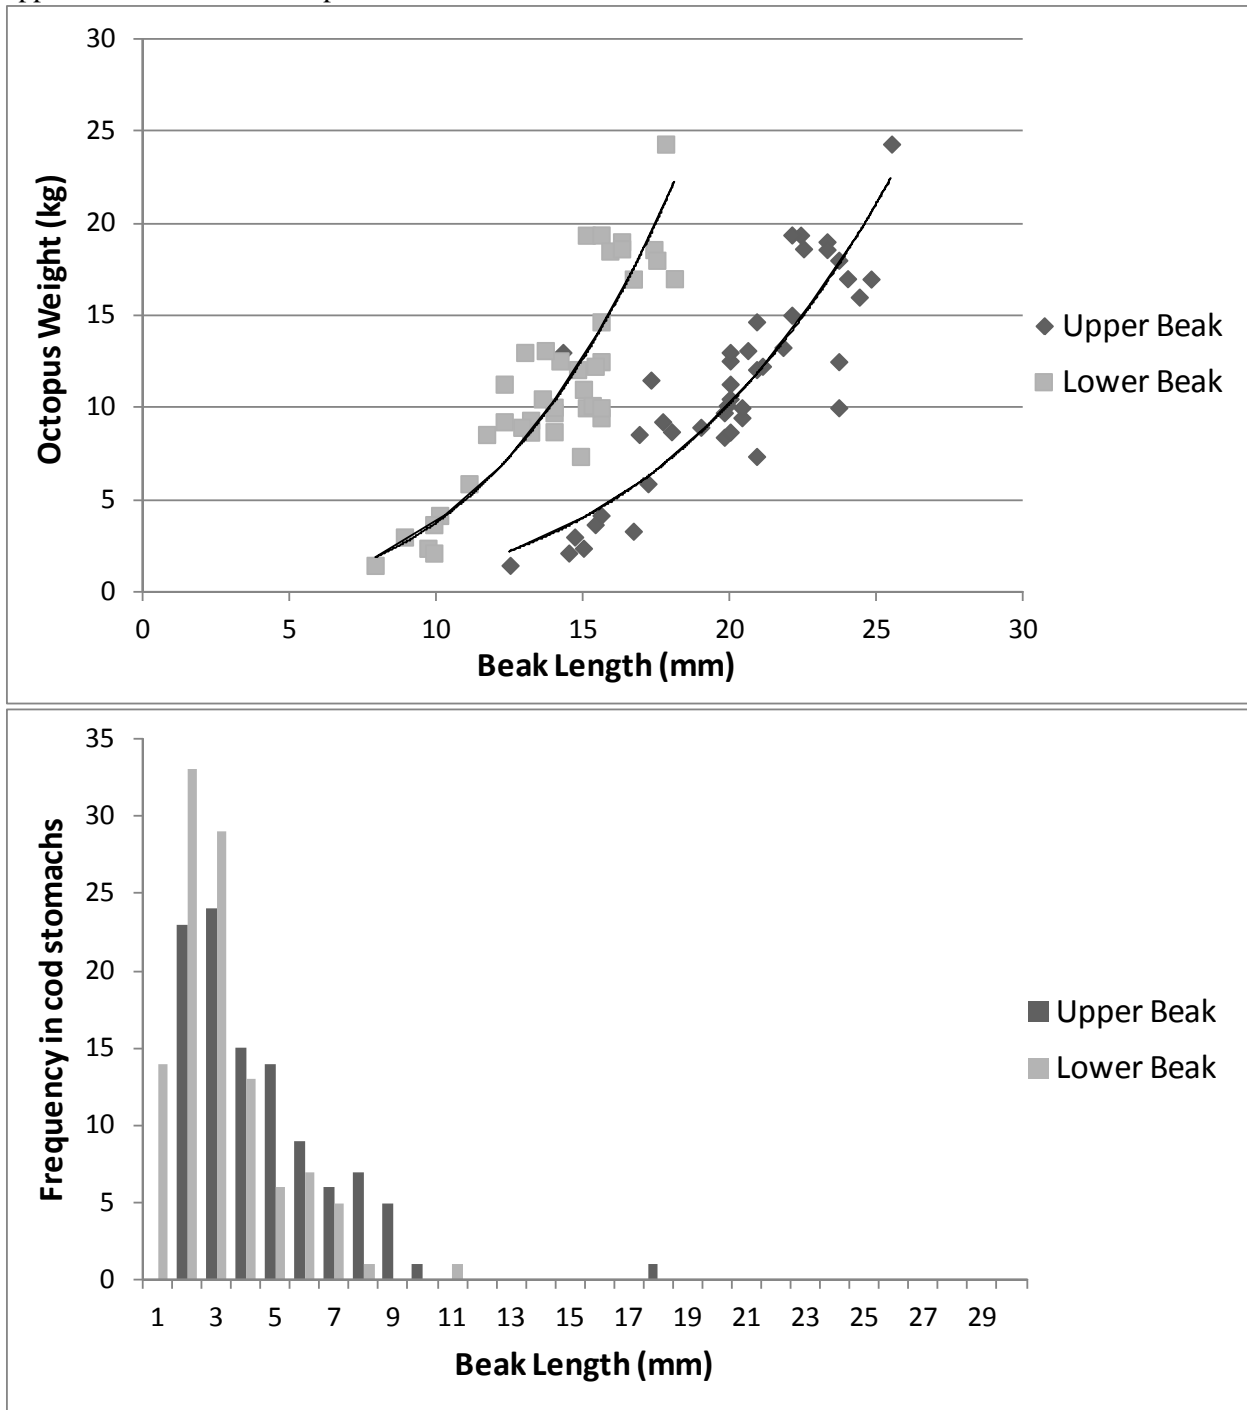 30
25
20
15
10
5
0
Octopus Weight (kg)
0 5 10 15 20 25 30
Beak Length (mm)
Upper Beak
Lower Beak
35
30
25
20
15
10
5
0
Frequency in cod stomachs
1 3 5 7 9 11 13 15 17 19 21 23 25 27 29
Beak Length (mm)
Upper Beak
Lower Beak